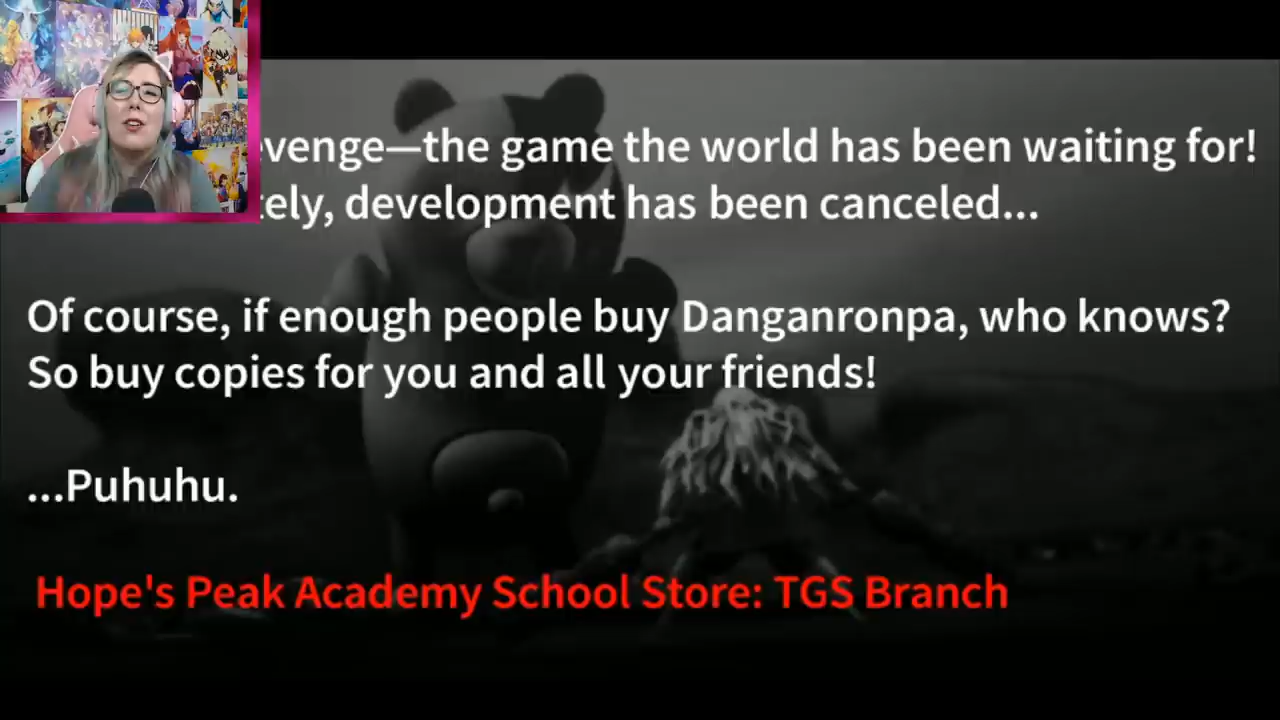 evenge—the game the world has been waiting for!
tely, development has been canceled...
Of course, if enough people buy Danganronpa, who knows?
So buy copies for you and all your friends!
...Puhuhu.
Hope's Peak Academy School Store: TGS Branch